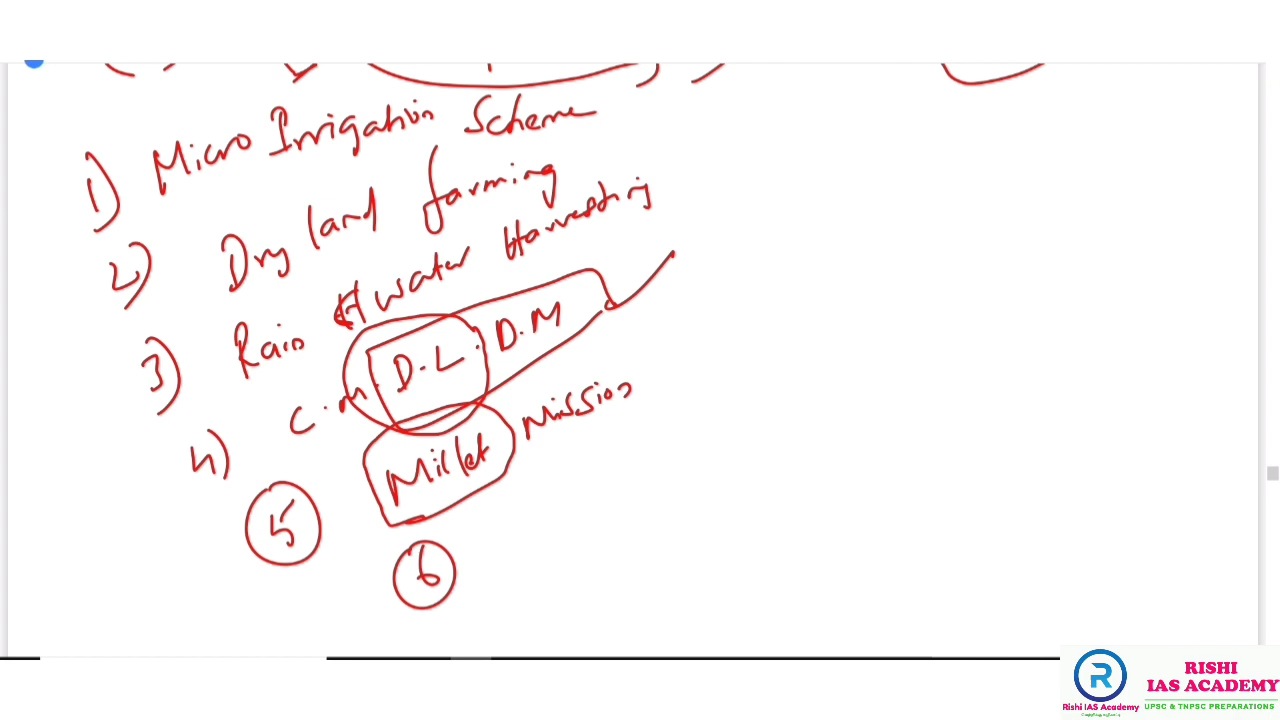 1) Micro Irrigation Scheme
2) Dry land farming
3) Rain water Harvesting
4) C.M. D.L. D.M
5 Millet Mission
6
R
Rishi IAS Academy
RISHI
IAS ACADEMY
UPSC & TNPSC PREPARATIONS